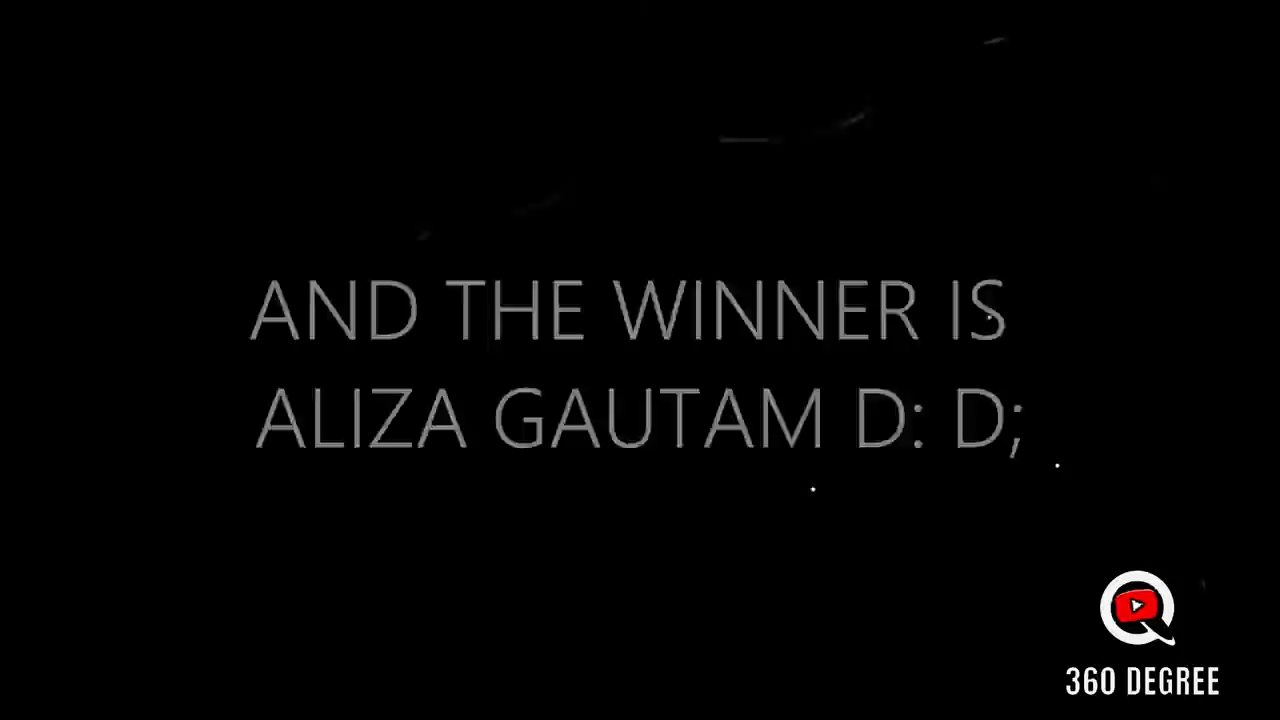 AND THE WINNER IS
ALIZA GAUTAM D: D;
360 DEGREE